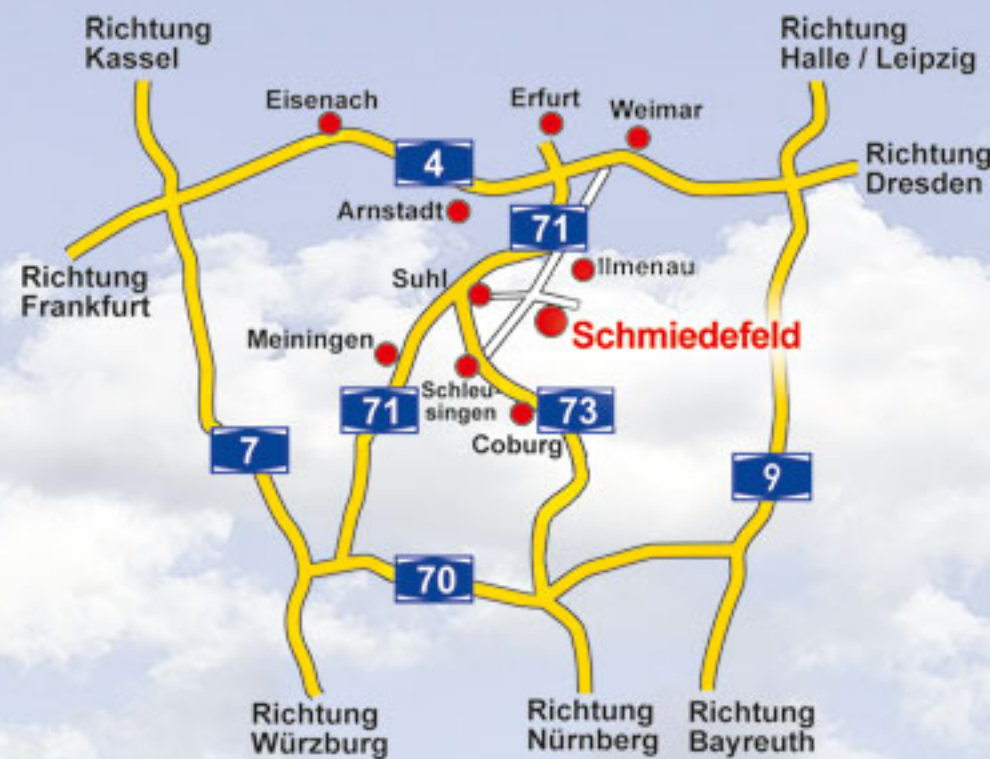 Richtung
Kassel
Richtung
Halle / Leipzig
Eisenach
Erfurt
Weimar
4
Richtung
Dresden
Arnstadt
71
Richtung
Frankfurt
Suhl
Ilmenau
Schmiedefeld
Meiningen
Schleu-
singen
71
73
Coburg
7
9
70
Richtung
Würzburg
Richtung
Nürnberg
Richtung
Bayreuth